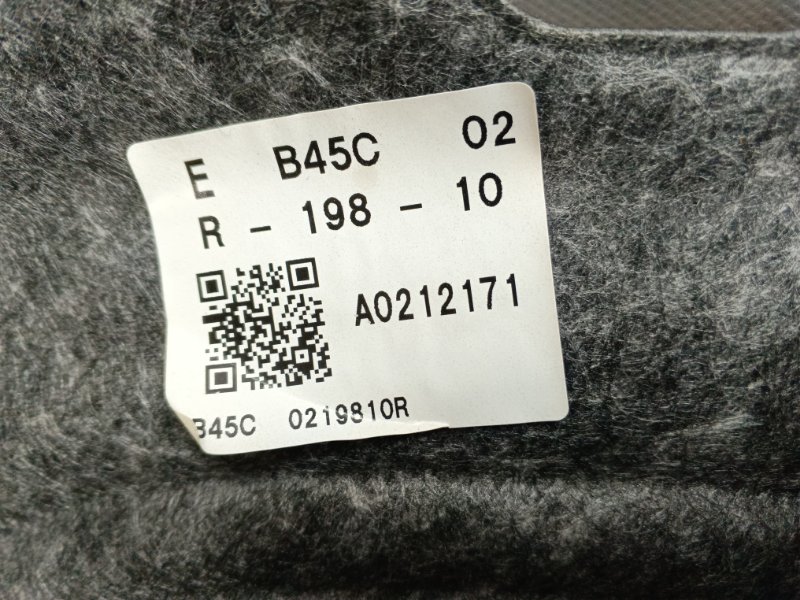 E B45C 02
R - 198 - 10
A0212171
B45C 0219810R